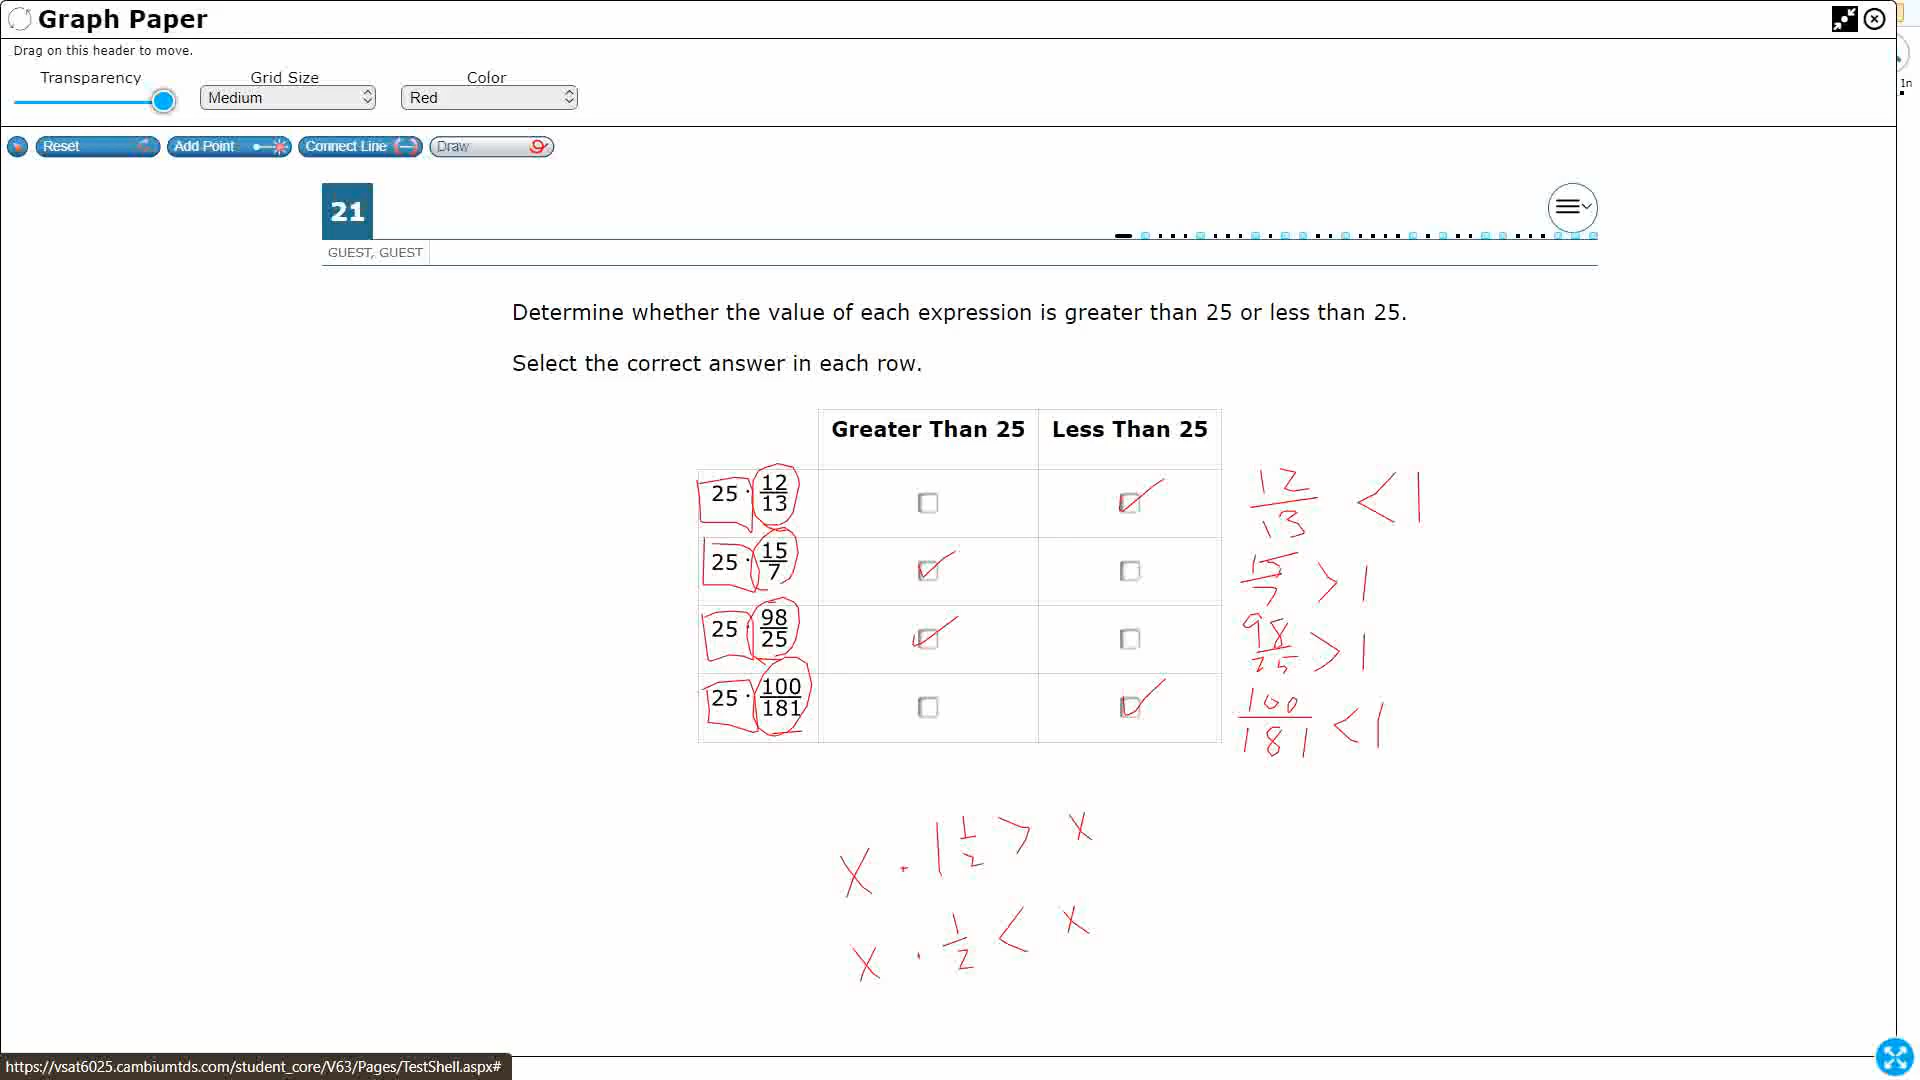 Graph Paper
Drag on this header to move.
Transparency Grid Size Color
Medium Red
Reset Add Point Connect Line Draw
1n
21
GUEST, GUEST
Determine whether the value of each expression is greater than 25 or less than 25.
Select the correct answer in each row.
Greater Than 25 Less Than 25
25 · 12/13 12/13 < 1
25 · 15/7 15/7 > 1
25 · 98/25 98/25 > 1
25 · 100/181 100/181 < 1
x · 1 1/2 > x
x · 1/2 < x
https://vsat6025.cambiumtds.com/student_core/V63/Pages/TestShell.aspx#